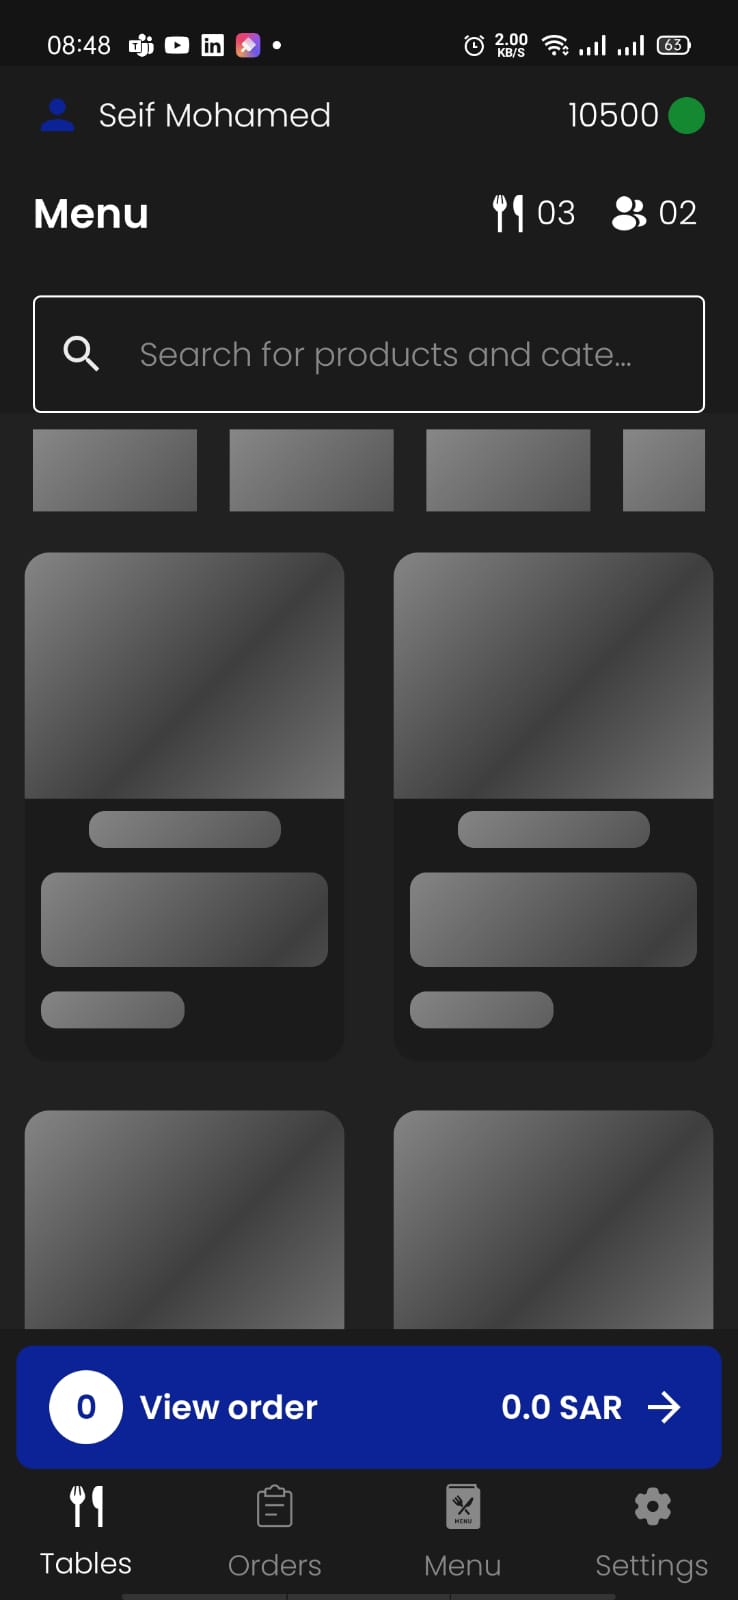 08:48 2.00 KB/S 63
Seif Mohamed 10500
Menu 03 02
Search for products and cate...
0 View order 0.0 SAR
MENU
Tables Orders Menu Settings